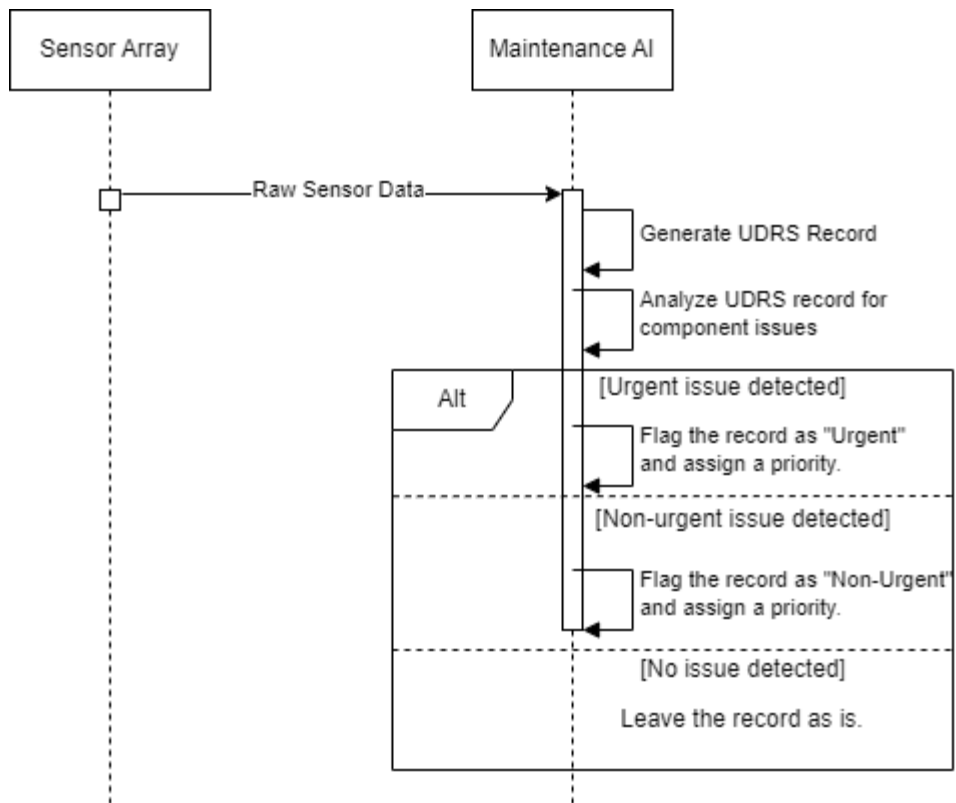 Sensor Array
Maintenance AI
Raw Sensor Data
Generate UDRS Record
Analyze UDRS record for
component issues
Alt
[Urgent issue detected]
Flag the record as "Urgent"
and assign a priority.
[Non-urgent issue detected]
Flag the record as "Non-Urgent"
and assign a priority.
[No issue detected]
Leave the record as is.